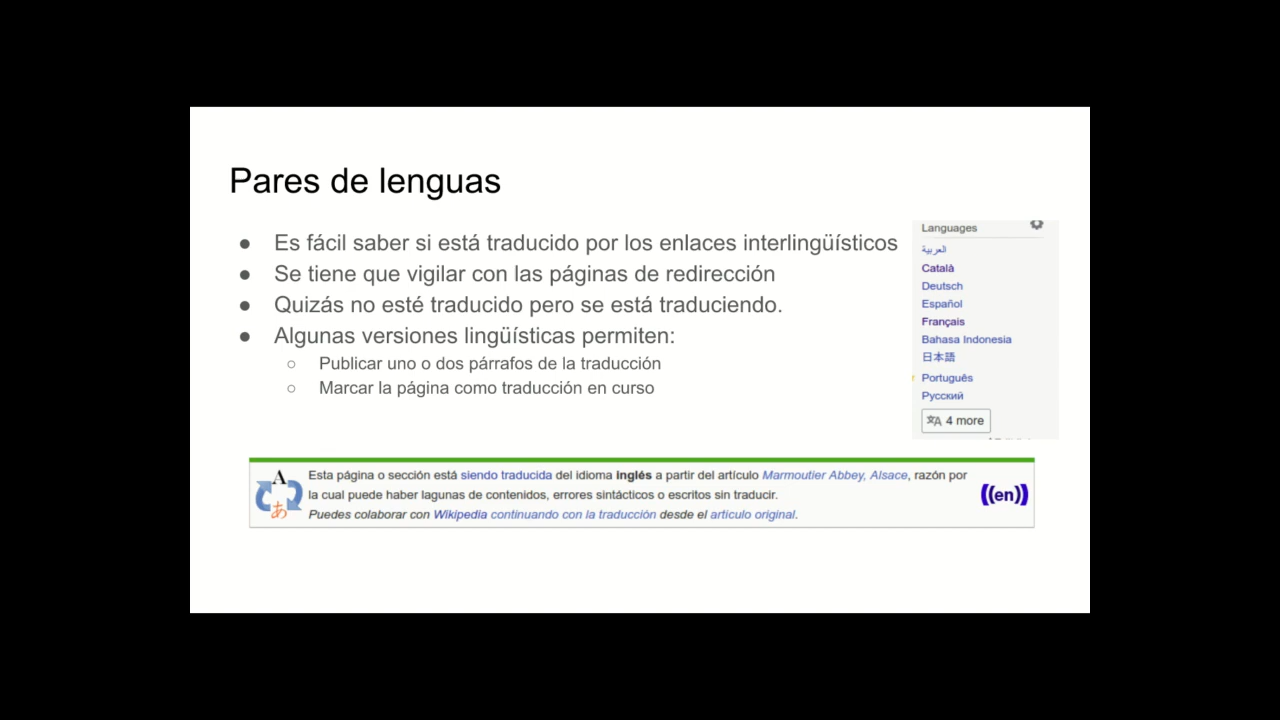 Pares de lenguas
● Es fácil saber si está traducido por los enlaces interlingüísticos
● Se tiene que vigilar con las páginas de redirección
● Quizás no esté traducido pero se está traduciendo.
● Algunas versiones lingüísticas permiten:
○ Publicar uno o dos párrafos de la traducción
○ Marcar la página como traducción en curso
Languages
العربية
Català
Deutsch
Español
Français
Bahasa Indonesia
日本語
Português
Русский
文A 4 more
A
あ
Esta página o sección está siendo traducida del idioma inglés a partir del artículo Marmoutier Abbey, Alsace, razón por
la cual puede haber lagunas de contenidos, errores sintácticos o escritos sin traducir.
Puedes colaborar con Wikipedia continuando con la traducción desde el artículo original.
((en))